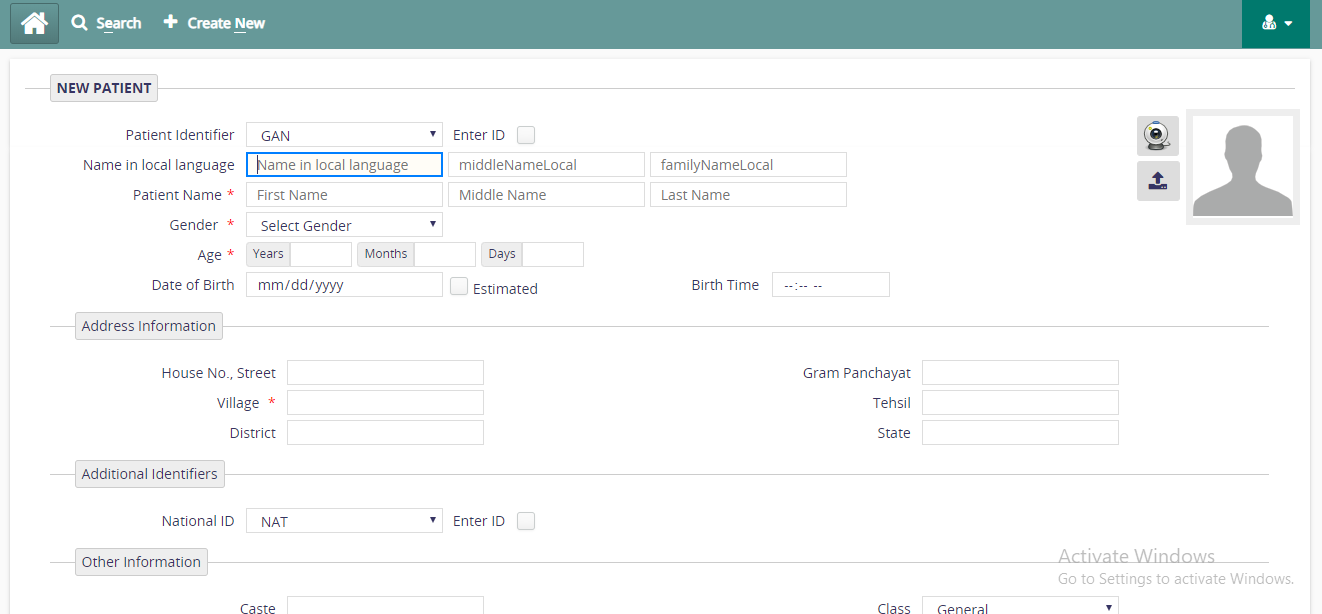 Search Create New
NEW PATIENT
Patient Identifier GAN Enter ID
Name in local language Name in local language middleNameLocal familyNameLocal
Patient Name * First Name Middle Name Last Name
Gender * Select Gender
Age * Years Months Days
Date of Birth mm/dd/yyyy Estimated Birth Time --:-- --
Address Information
House No., Street Gram Panchayat
Village * Tehsil
District State
Additional Identifiers
National ID NAT Enter ID
Other Information
Activate Windows
Go to Settings to activate Windows.
Caste Class General